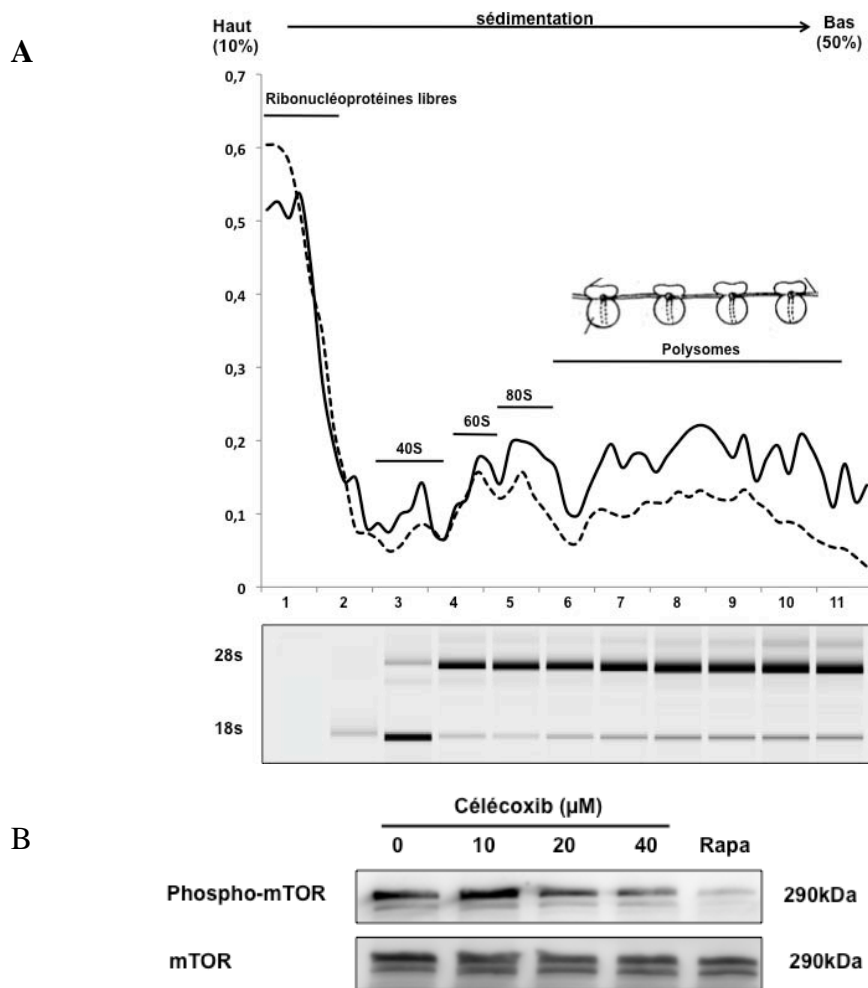 A
Haut
(10%)
sédimentation
Bas
(50%)
0,7
Ribonucléoprotéines libres
0,6
0,5
0,4
Polysomes
0,3
80S
60S
40S
0,2
0,1
0
1 2 3 4 5 6 7 8 9 10 11
28s
18s
B
Célécoxib (µM)
0 10 20 40 Rapa
Phospho-mTOR 290kDa
mTOR 290kDa